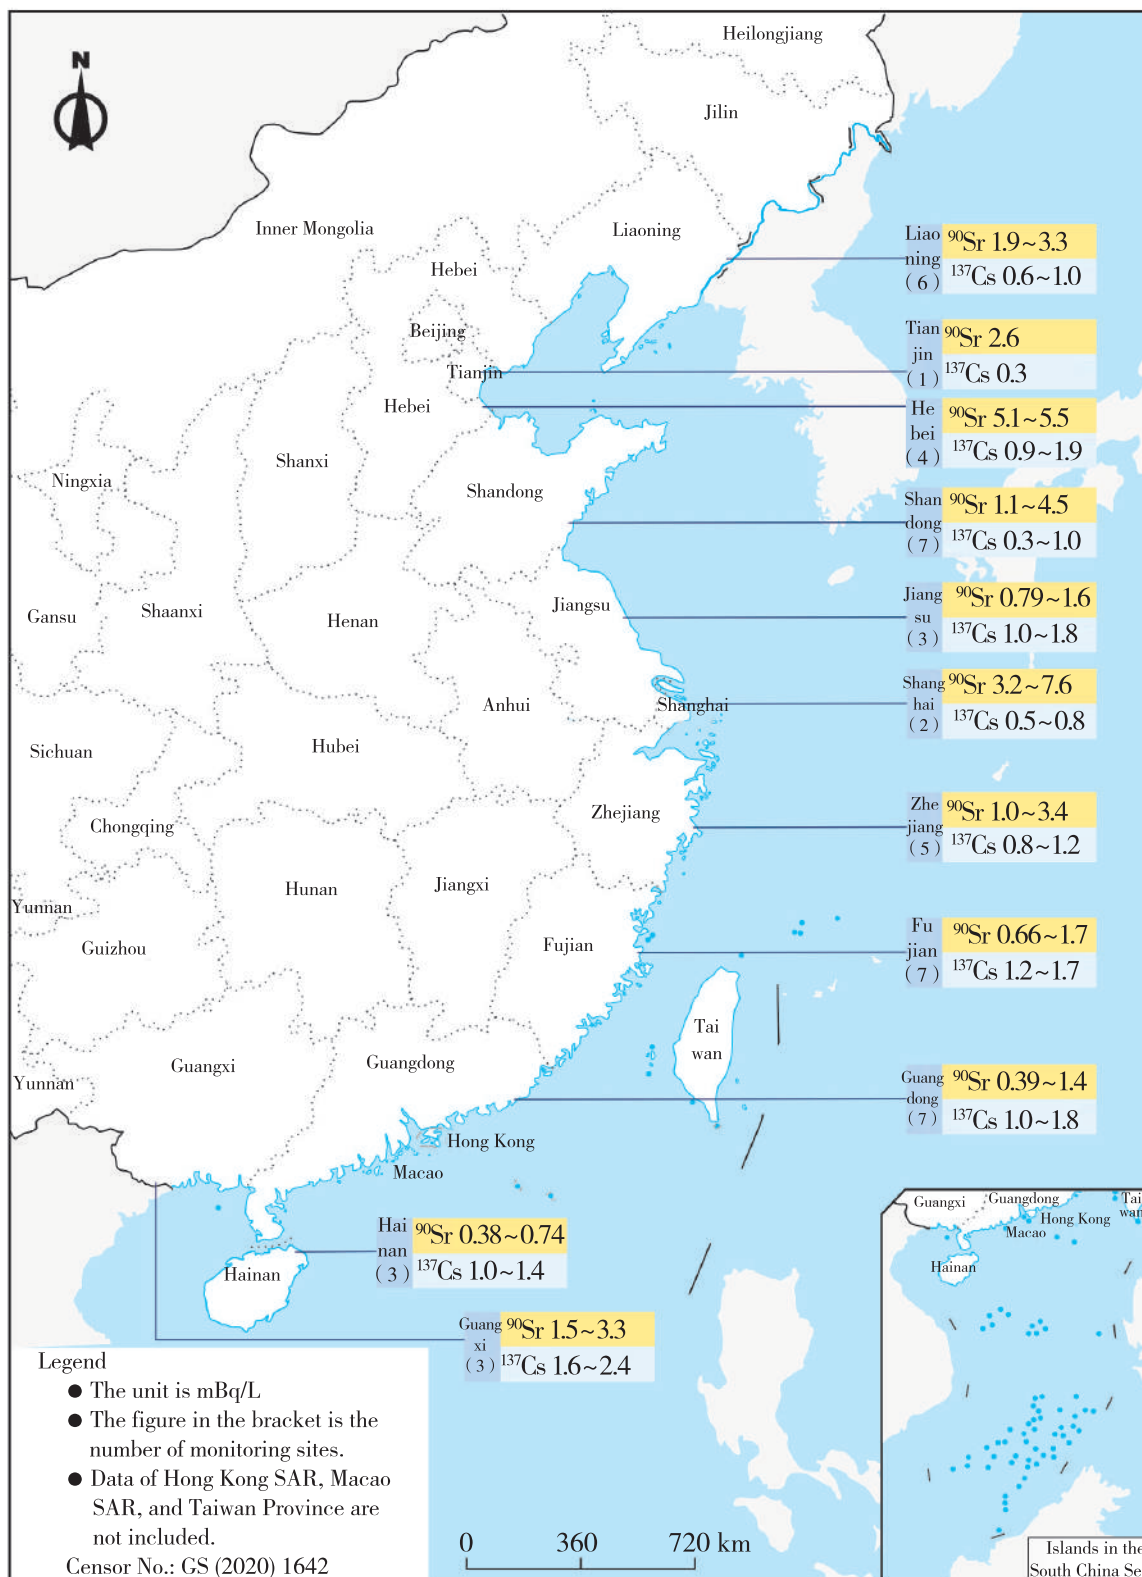 N
Heilongjiang
Jilin
Inner Mongolia
Liaoning
Hebei
Beijing
Tianjin
Hebei
Shanxi
Ningxia
Shandong
Gansu
Shaanxi
Henan
Jiangsu
Anhui
Shanghai
Sichuan
Hubei
Zhejiang
Chongqing
Hunan
Jiangxi
Yunnan
Guizhou
Fujian
Tai
wan
Guangxi
Guangdong
Yunnan
Hong Kong
Macao
Hainan
Liao
ning
(6)
⁹⁰Sr 1.9~3.3
¹³⁷Cs 0.6~1.0
Tian
jin
(1)
⁹⁰Sr 2.6
¹³⁷Cs 0.3
He
bei
(4)
⁹⁰Sr 5.1~5.5
¹³⁷Cs 0.9~1.9
Shan
dong
(7)
⁹⁰Sr 1.1~4.5
¹³⁷Cs 0.3~1.0
Jiang
su
(3)
⁹⁰Sr 0.79~1.6
¹³⁷Cs 1.0~1.8
Shang
hai
(2)
⁹⁰Sr 3.2~7.6
¹³⁷Cs 0.5~0.8
Zhe
jiang
(5)
⁹⁰Sr 1.0~3.4
¹³⁷Cs 0.8~1.2
Fu
jian
(7)
⁹⁰Sr 0.66~1.7
¹³⁷Cs 1.2~1.7
Guang
dong
(7)
⁹⁰Sr 0.39~1.4
¹³⁷Cs 1.0~1.8
Hai
nan
(3)
⁹⁰Sr 0.38~0.74
¹³⁷Cs 1.0~1.4
Guang
xi
(3)
⁹⁰Sr 1.5~3.3
¹³⁷Cs 1.6~2.4
Legend
● The unit is mBq/L
● The figure in the bracket is the
number of monitoring sites.
● Data of Hong Kong SAR, Macao
SAR, and Taiwan Province are
not included.
Censor No.: GS (2020) 1642
0 360 720 km
Guangxi
Guangdong
Tai
wan
Hong Kong
Macao
Hainan
Islands in the
South China Se